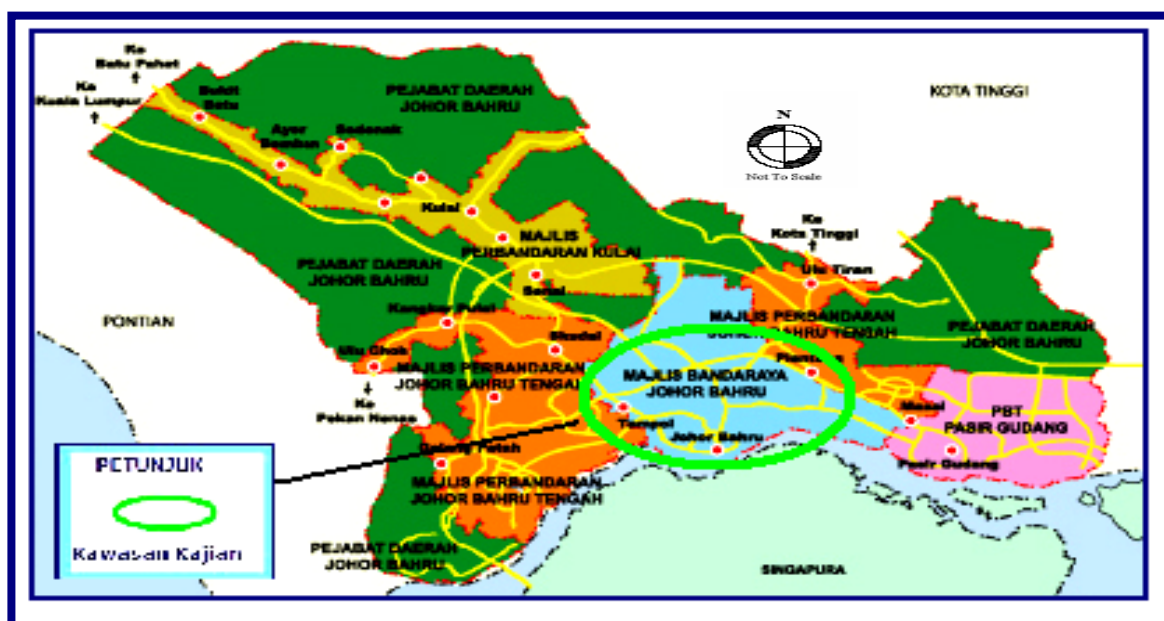 Ke
Batu Pahat
Ke
Kuala Lumpur
Bukit
Batu
Ayer
Bemban
Sedenak
PEJABAT DAERAH
JOHOR BAHRU
KOTA TINGGI
N
Not To Scale
Kulai
MAJLIS
PERBANDARAN KULAI
Ke
Kota Tinggi
Ulu Tiran
PEJABAT DAERAH
JOHOR BAHRU
Senai
Kangkar Pulai
PONTIAN
Skudai
MAJLIS PERBANDARAN
JOHOR BAHRU TENGAH
PEJABAT DAERAH
JOHOR BAHRU
Ulu Choh
MAJLIS PERBANDARAN
JOHOR BAHRU TENGAH
Ke
Pekan Nenas
MAJLIS BANDARAYA
JOHOR BAHRU
Plentong
Masai
PBT
PASIR GUDANG
Tampoi
Johor Bahru
Pasir Gudang
Gelang Patah
MAJLIS PERBANDARAN
JOHOR BAHRU TENGAH
PETUNJUK
Kawasan Kajian
PEJABAT DAERAH
JOHOR BAHRU
SINGAPURA